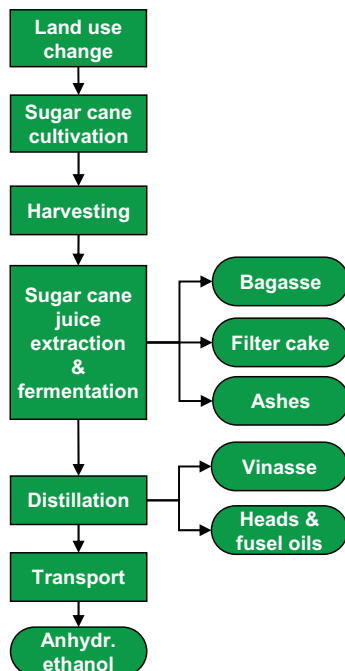 Land use
change
Sugar cane
cultivation
Harvesting
Sugar cane
juice
extraction
&
fermentation
Bagasse
Filter cake
Ashes
Distillation
Vinasse
Heads &
fusel oils
Transport
Anhydr.
ethanol